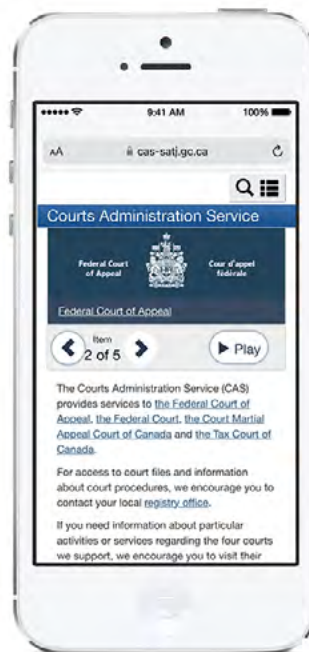 9:41 AM 100%
AA cas-satj.gc.ca
Courts Administration Service
Federal Court
of Appeal
Cour d'appel
fédérale
Federal Court of Appeal
Item
2 of 5
Play
The Courts Administration Service (CAS)
provides services to the Federal Court of
Appeal, the Federal Court, the Court Martial
Appeal Court of Canada and the Tax Court of
Canada.
For access to court files and information
about court procedures, we encourage you to
contact your local registry office.
If you need information about particular
activities or services regarding the four courts
we support, we encourage you to visit their